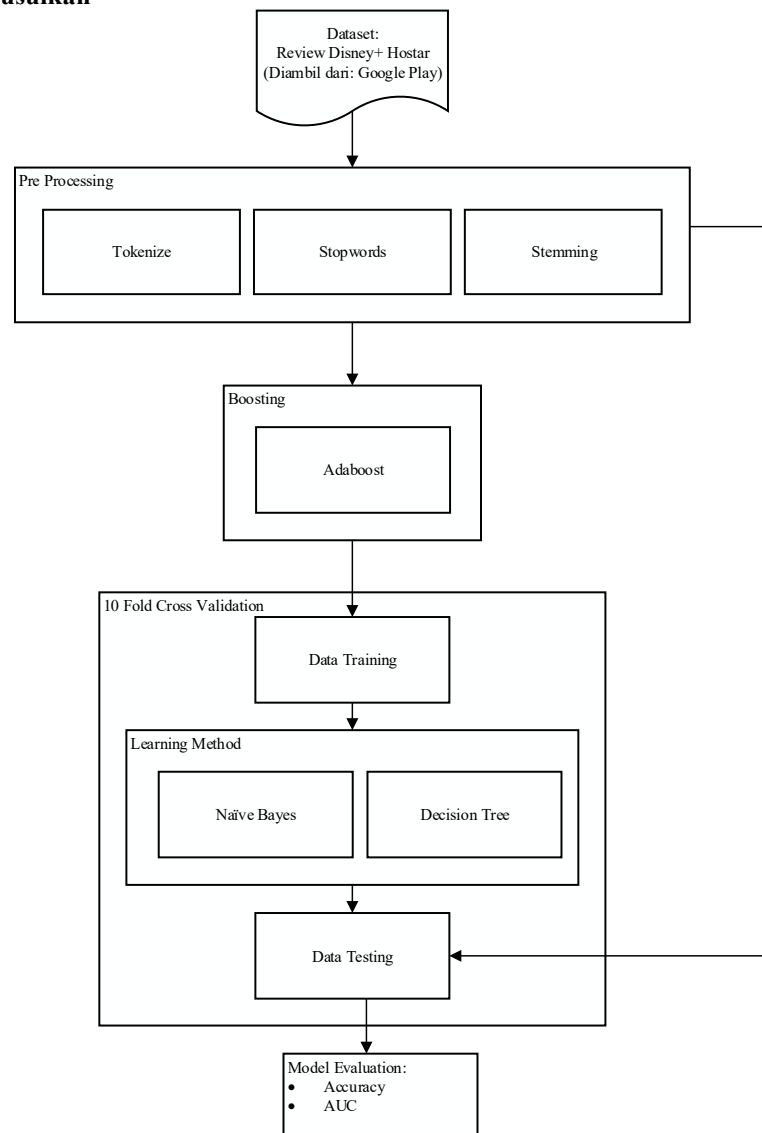 usulkan
Dataset:
Review Disney+ Hostar
(Diambil dari: Google Play)
Pre Processing
Tokenize
Stopwords
Stemming
Boosting
Adaboost
10 Fold Cross Validation
Data Training
Learning Method
Naïve Bayes
Decision Tree
Data Testing
Model Evaluation:
• Accuracy
• AUC